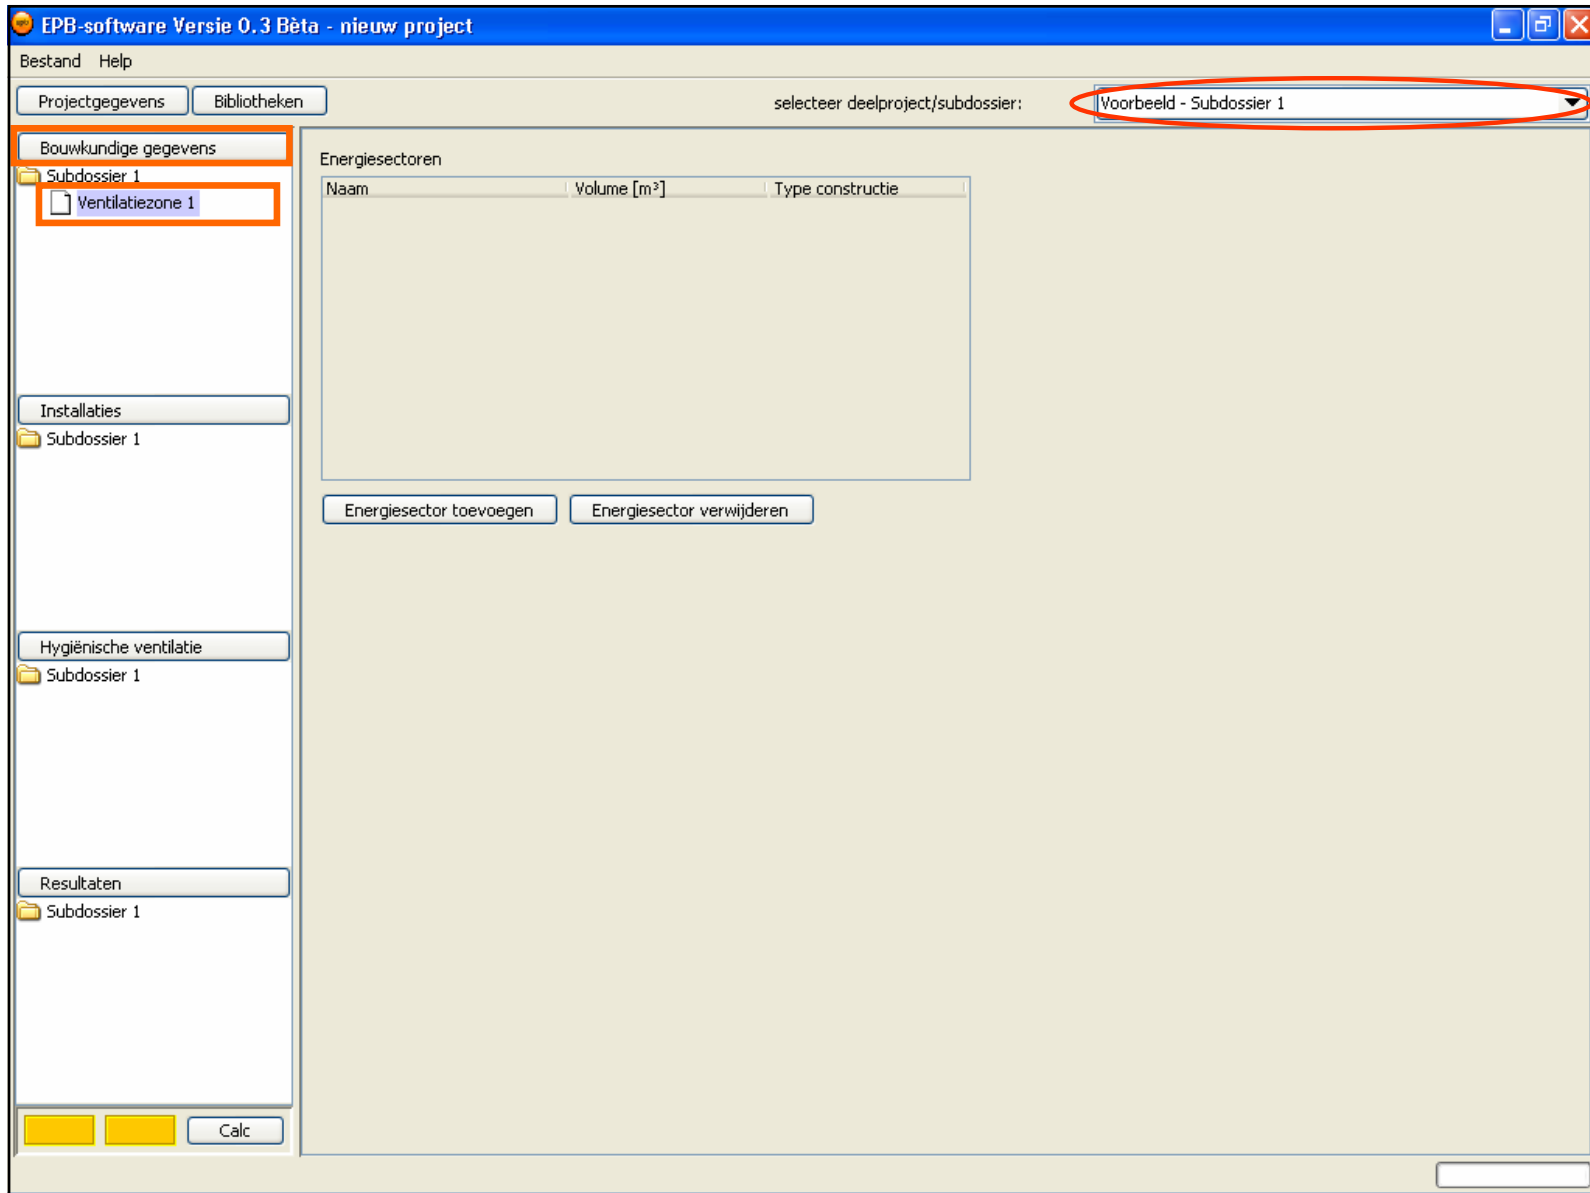 EPB-software Versie 0.3 Bèta - nieuw project
Bestand Help
Projectgegevens Bibliotheken selecteer deelproject/subdossier: Voorbeeld - Subdossier 1
Bouwkundige gegevens
Subdossier 1
Ventilatiezone 1
Energiesectoren
Naam Volume [m³] Type constructie
Energiesector toevoegen Energiesector verwijderen
Installaties
Subdossier 1
Hygiënische ventilatie
Subdossier 1
Resultaten
Subdossier 1
Calc